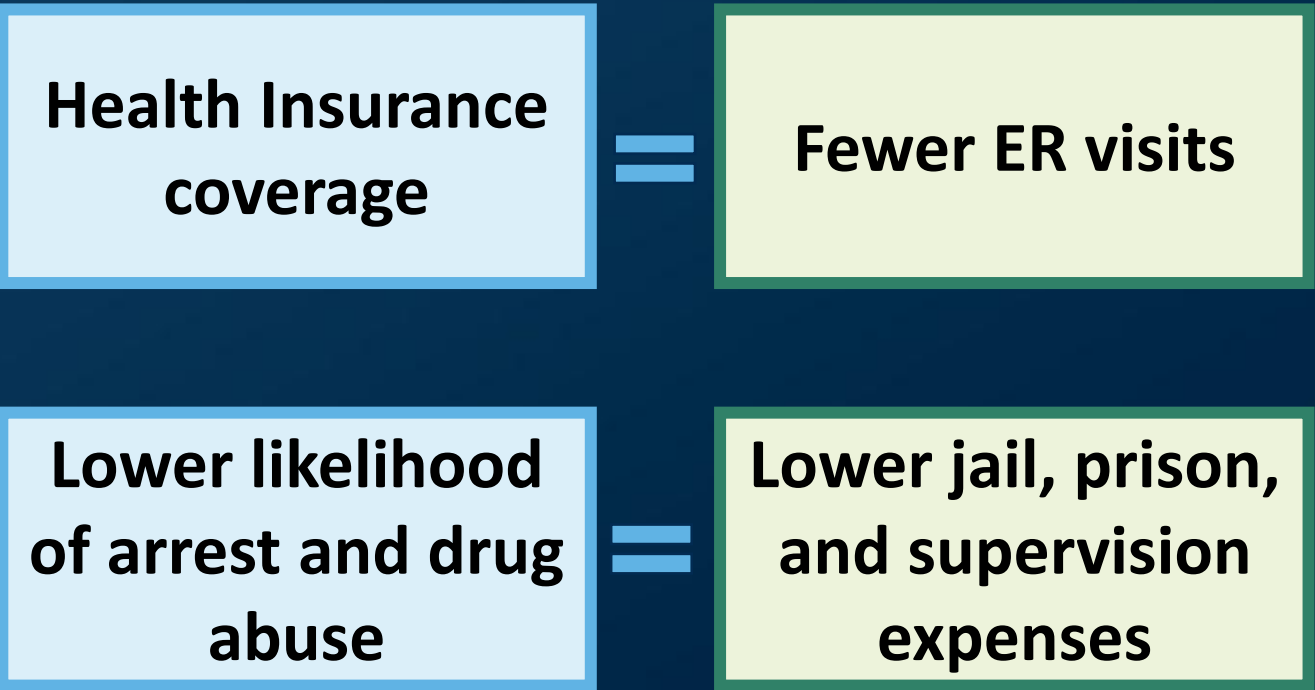 Health Insurance
coverage
=
Fewer ER visits
Lower likelihood
of arrest and drug
abuse
=
Lower jail, prison,
and supervision
expenses